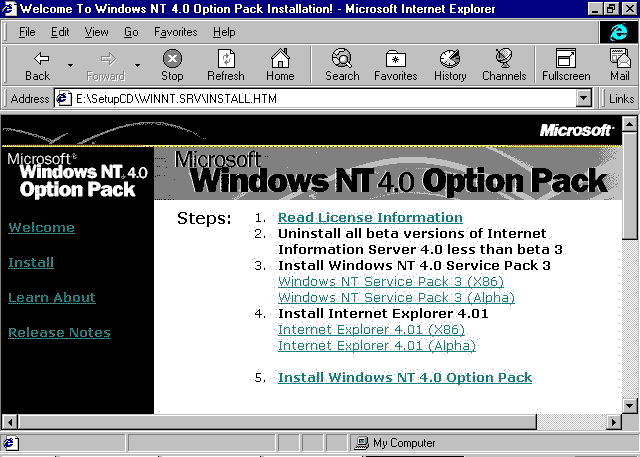 Welcome To Windows NT 4.0 Option Pack Installation! - Microsoft Internet Explorer
File Edit View Go Favorites Help
Back Forward Stop Refresh Home Search Favorites History Channels Fullscreen Mail
Address E:\SetupCD\WINNT.SRV\INSTALL.HTM Links
Microsoft
Microsoft
Windows NT 4.0
Option Pack
Welcome
Install
Learn About
Release Notes
Microsoft
Windows NT 4.0 Option Pack
Steps:
1. Read License Information
2. Uninstall all beta versions of Internet
Information Server 4.0 less than beta 3
3. Install Windows NT 4.0 Service Pack 3
Windows NT Service Pack 3 (X86)
Windows NT Service Pack 3 (Alpha)
4. Install Internet Explorer 4.01
Internet Explorer 4.01 (X86)
Internet Explorer 4.01 (Alpha)
5. Install Windows NT 4.0 Option Pack
My Computer